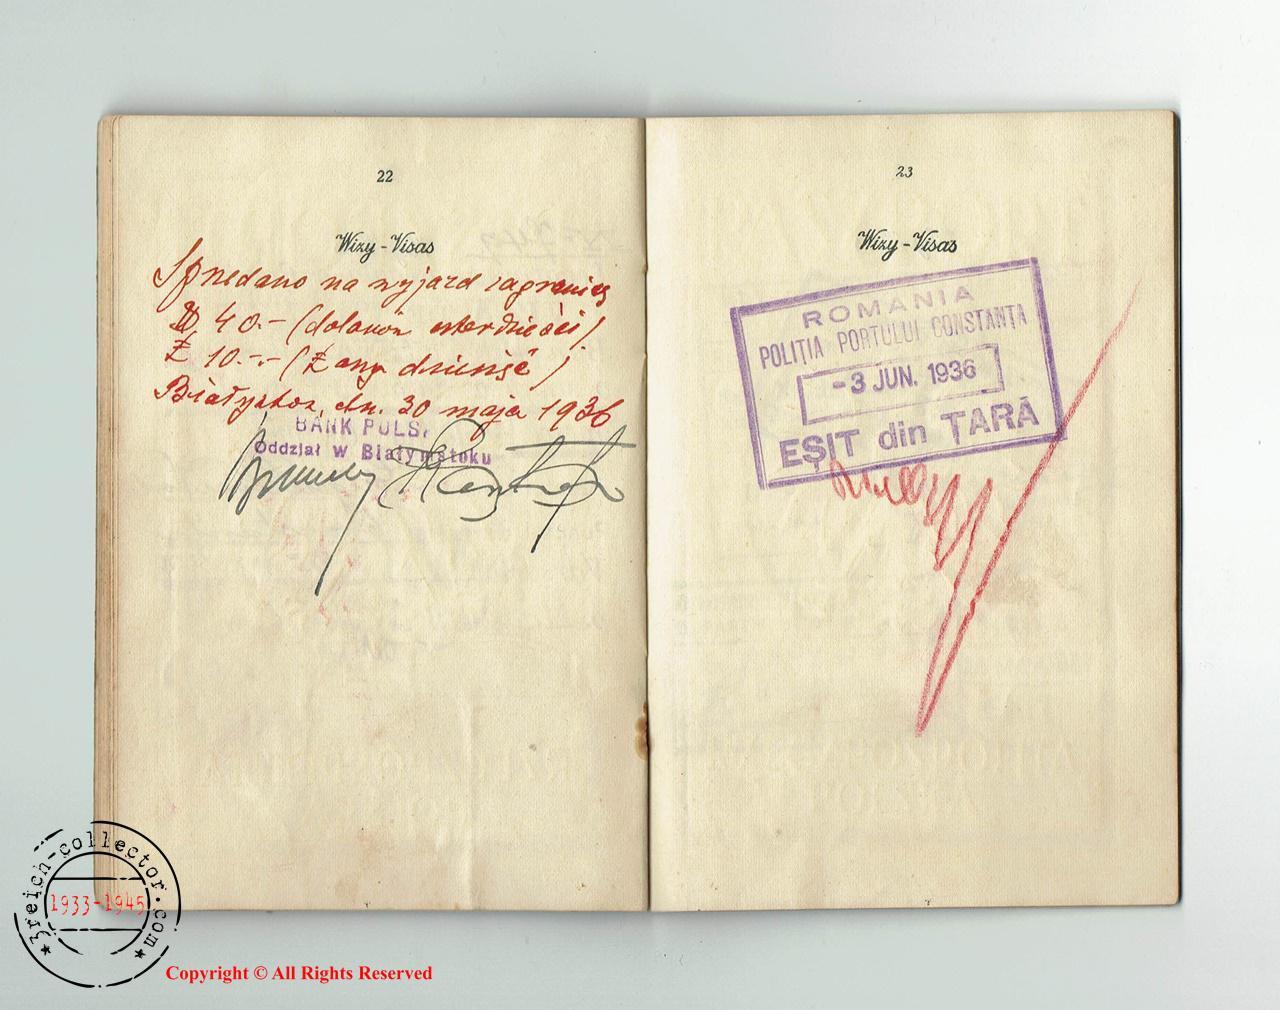 22
Wizy-Visas
Sprzedano na wyjazd zagranicę
$ 40.- (dolarów czterdzieści)
Zł 10.-- (Złotych dziesięć)
Białystok, dn. 30 maja 1936
BANK POLS
Oddział w Białymstoku
23
Wizy-Visas
ROMANIA
POLIȚIA PORTULUI CONSTANȚA
-3 JUN. 1936
EȘIT din ȚARĂ
3reich-collector.com
1933-1945
Copyright © All Rights Reserved